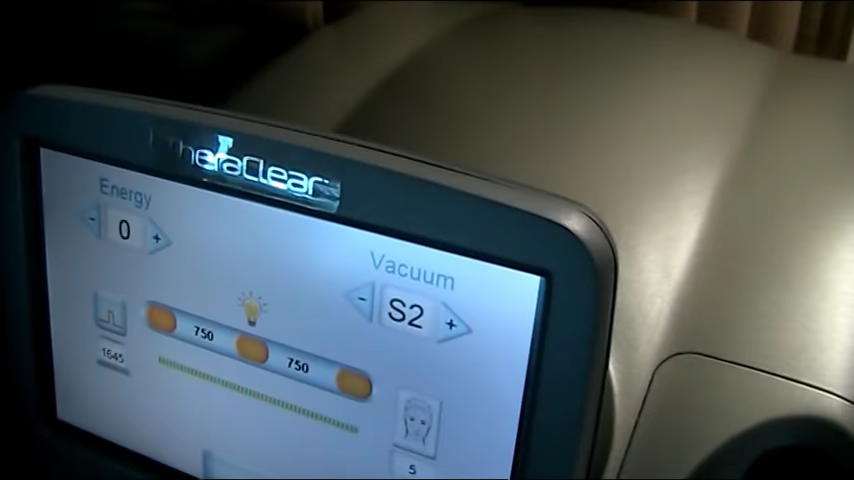 TheraClear
Energy
- 0 +
Vacuum
- S2 +
750
750
1645
5